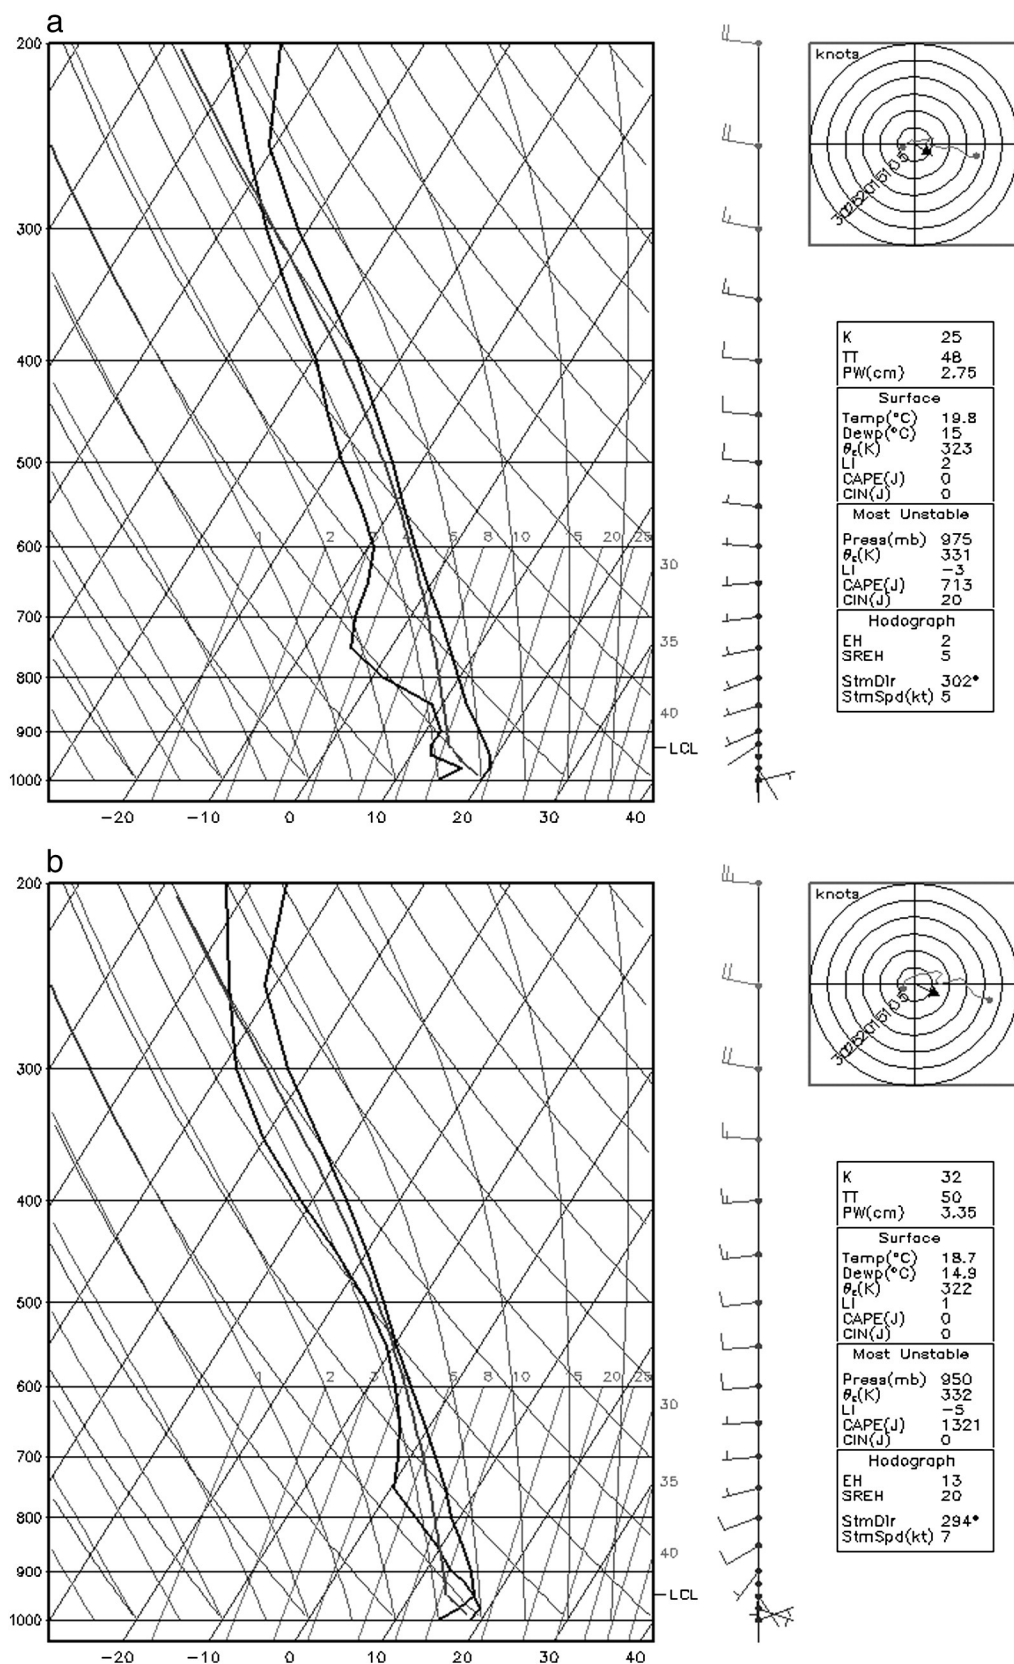 a
200
300
400
500
600
700
800
900
1000
1
2
3
4
6
8
10
15
20
25
30
35
40
LCL
-20
-10
0
10
20
30
40
knots
K 25
TT 48
PW(cm) 2.75
Surface
Temp(°C) 19.8
Dewp(°C) 15
θE(K) 323
LI 2
CAPE(J) 0
CIN(J) 0
Most Unstable
Press(mb) 975
θE(K) 331
LI -3
CAPE(J) 713
CIN(J) 20
Hodograph
EH 2
SREH 5
StmDir 302°
StmSpd(kt) 5
b
200
300
400
500
600
700
800
900
1000
1
2
3
6
8
10
15
20
25
30
35
40
LCL
-20
-10
0
10
20
30
40
knots
K 32
TT 50
PW(cm) 3.35
Surface
Temp(°C) 18.7
Dewp(°C) 14.9
θE(K) 322
LI 1
CAPE(J) 0
CIN(J) 0
Most Unstable
Press(mb) 950
θE(K) 332
LI -5
CAPE(J) 1321
CIN(J) 0
Hodograph
EH 13
SREH 20
StmDir 294°
StmSpd(kt) 7